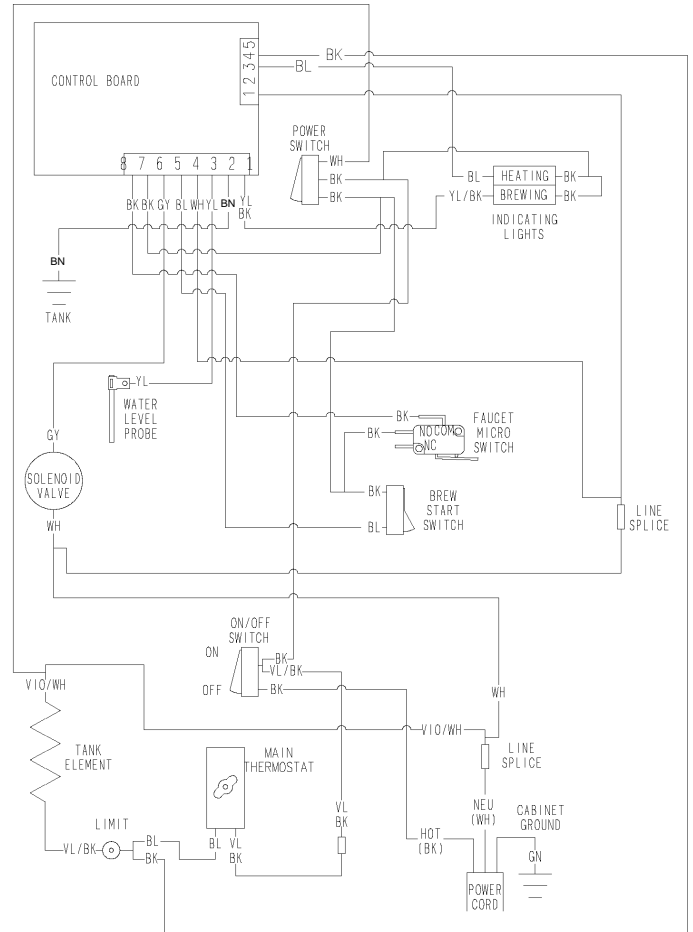 CONTROL BOARD
1 2 3 4 5
BK
BL
8 7 6 5 4 3 2 1
BK BK GY BL WH YL BN YL
BK
POWER
SWITCH
WH
BK
BK
BL HEATING BK
YL/BK BREWING BK
INDICATING
LIGHTS
BN
TANK
YL
WATER
LEVEL
PROBE
GY
SOLENOID
VALVE
WH
BK
BK
NO COM
NC
FAUCET
MICRO
SWITCH
BK
BL
BREW
START
SWITCH
LINE
SPLICE
ON/OFF
SWITCH
ON
BK
VL/BK
OFF
BK
WH
VIO/WH
VIO/WH
TANK
ELEMENT
MAIN
THERMOSTAT
LINE
SPLICE
VL
BK
NEU
(WH)
CABINET
GROUND
LIMIT
VL/BK
BL
BK
BL VL
BK
HOT
(BK)
GN
POWER
CORD